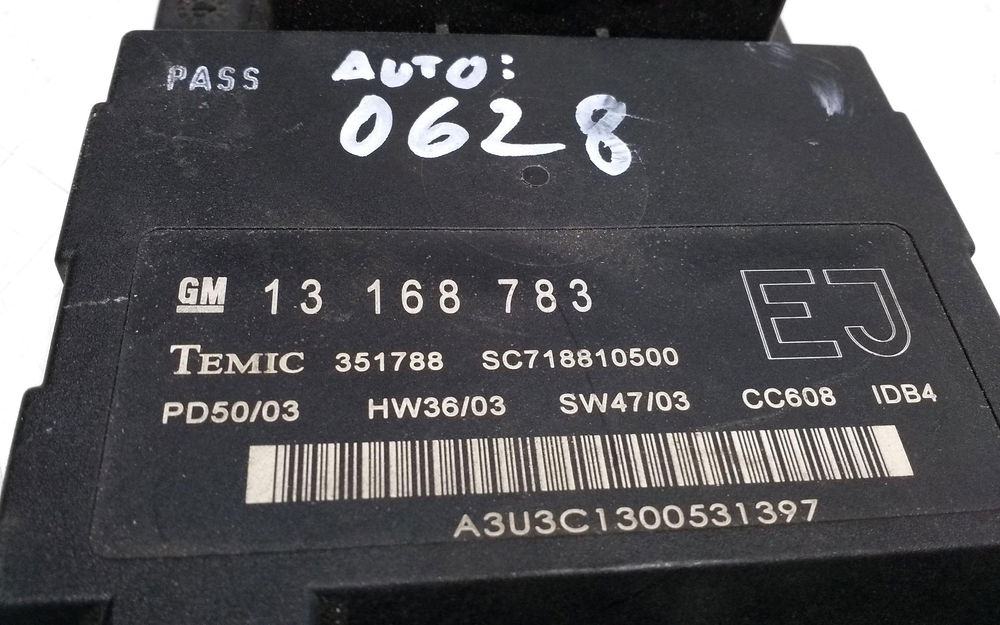 PASS
AUTO:
0628
GM 13 168 783
EJ
TEMIC 351788 SC718810500
PD50/03 HW36/03 SW47/03 CC608 IDB4
A3U3C1300531397